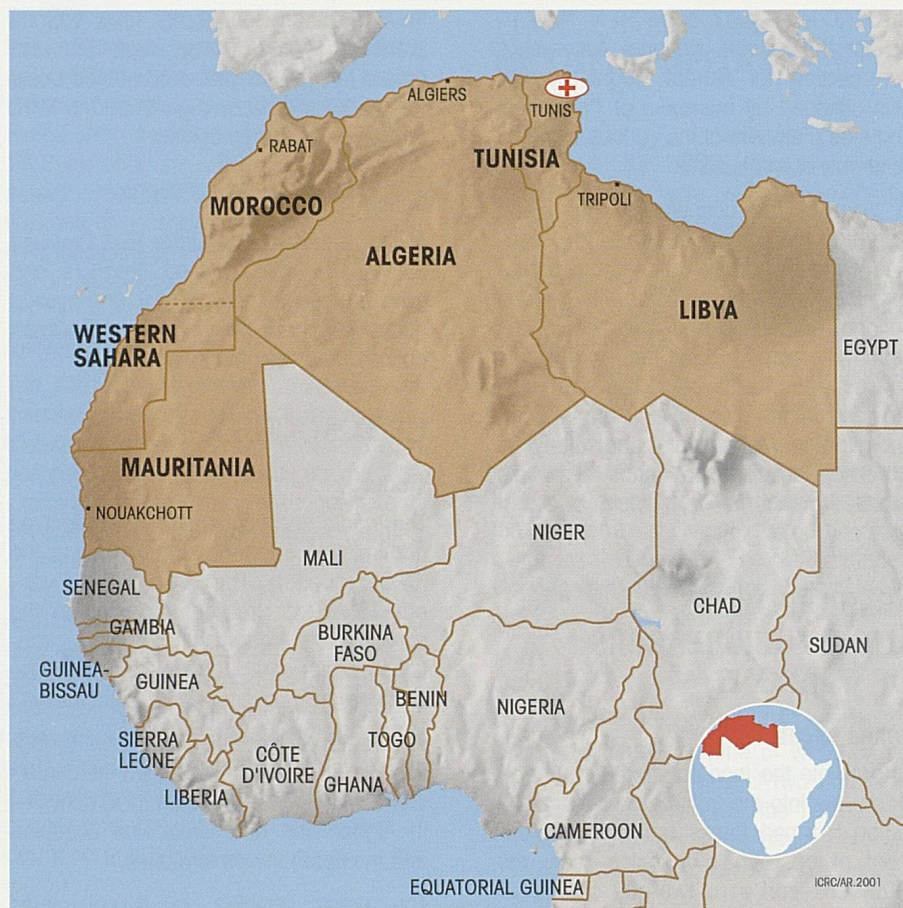 ALGIERS
TUNIS
RABAT
TUNISIA
MOROCCO
TRIPOLI
ALGERIA
LIBYA
WESTERN
SAHARA
EGYPT
MAURITANIA
NOUAKCHOTT
NIGER
MALI
SENEGAL
CHAD
GAMBIA
BURKINA
FASO
SUDAN
GUINEA-
BISSAU
GUINEA
BENIN
NIGERIA
SIERRA
LEONE
TOGO
CÔTE
D'IVOIRE
GHANA
LIBERIA
CAMEROON
EQUATORIAL GUINEA
ICRC/AR.2001